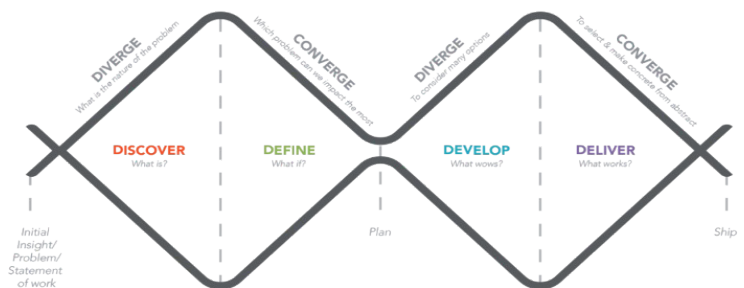 DIVERGE
What is the nature of the problem
CONVERGE
Which problem can we impact the most
DIVERGE
To consider many options
CONVERGE
To select & make concrete from abstract
DISCOVER
What is?
DEFINE
What if?
DEVELOP
What wows?
DELIVER
What works?
Initial
Insight/
Problem/
Statement
of work
Plan
Ship